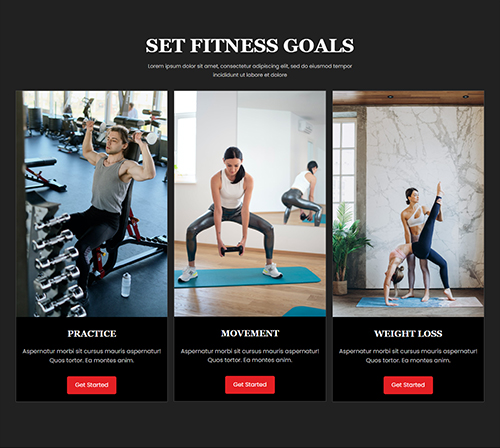 SET FITNESS GOALS
Lorem ipsum dolor sit amet, consectetur adipiscing elit, sed do eiusmod tempor
incididunt ut labore et dolore
PRACTICE
Aspernatur morbi sit cursus mauris aspernatur!
Quos tortor. Ea montes anim.
Get Started
MOVEMENT
Aspernatur morbi sit cursus mauris aspernatur!
Quos tortor. Ea montes anim.
Get Started
WEIGHT LOSS
Aspernatur morbi sit cursus mauris aspernatur!
Quos tortor. Ea montes anim.
Get Started